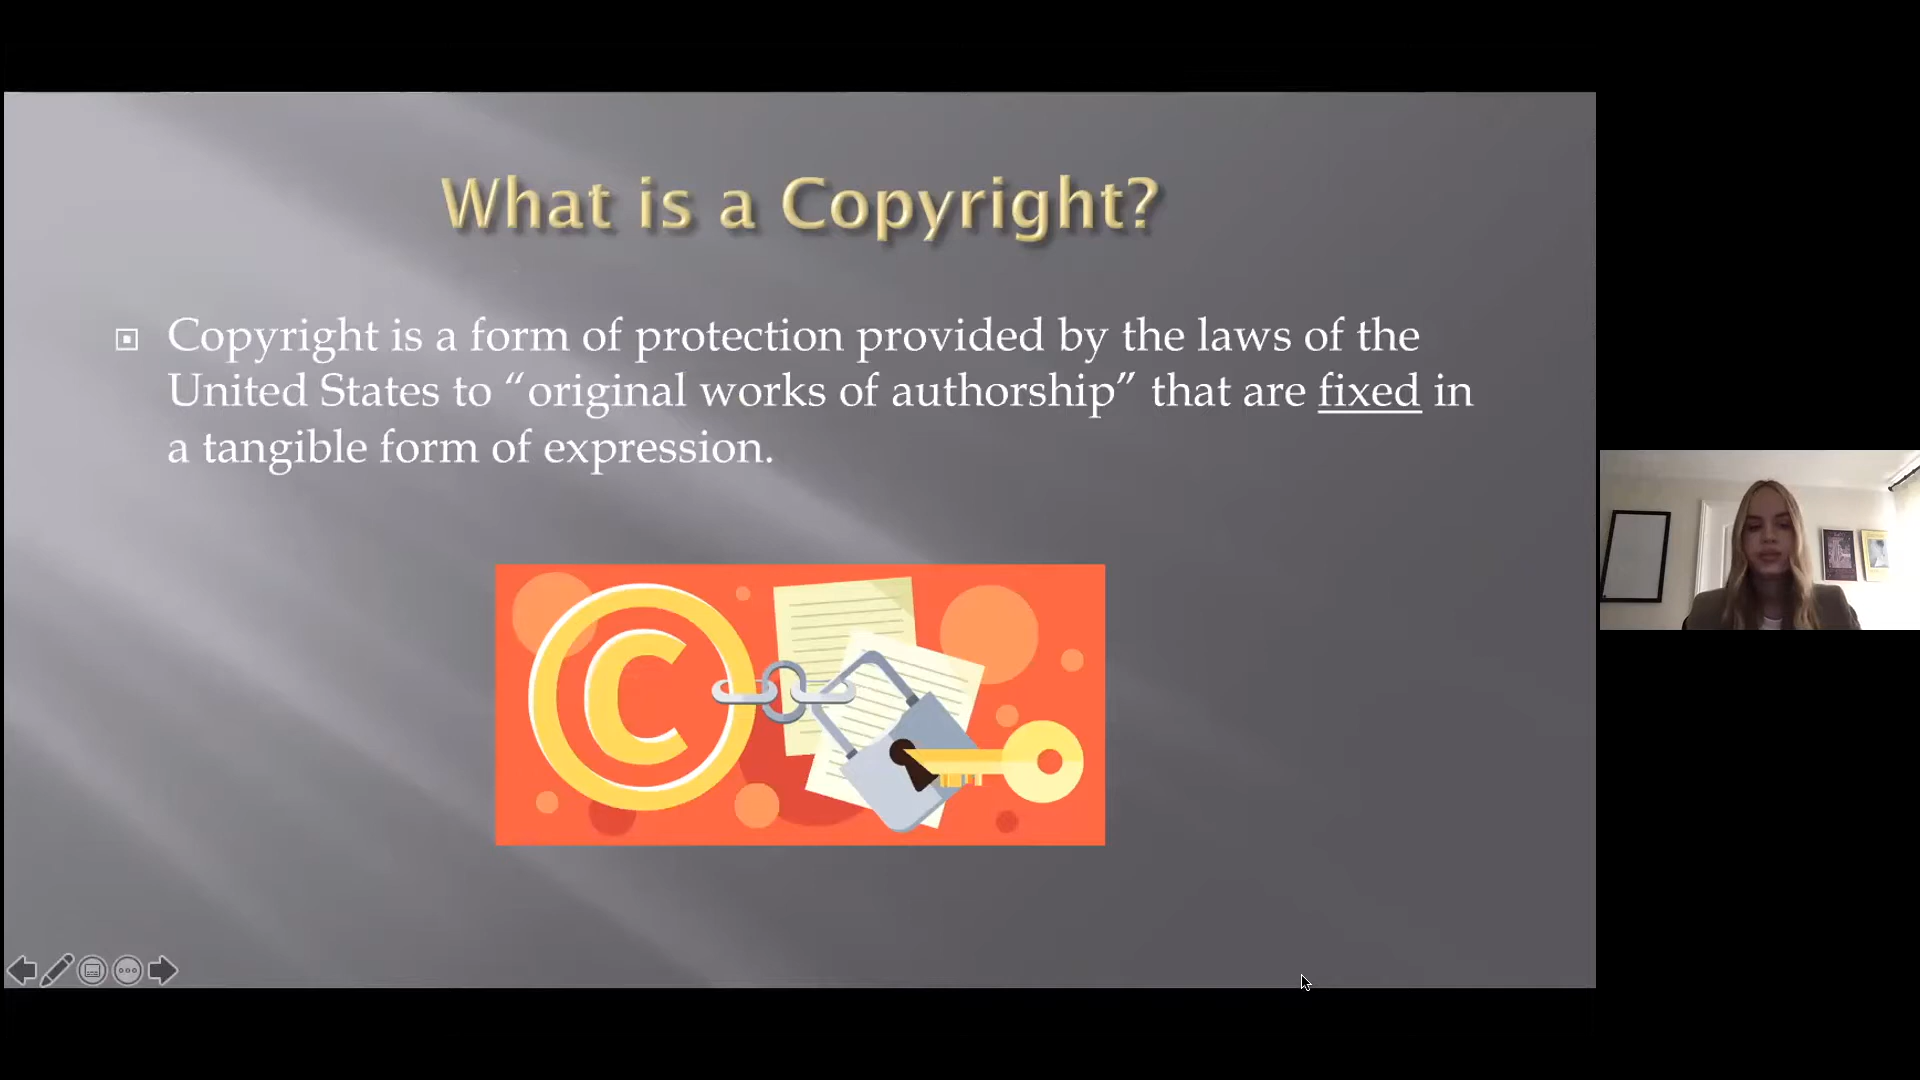 What is a Copyright?
Copyright is a form of protection provided by the laws of the
United States to “original works of authorship” that are fixed in
a tangible form of expression.
C